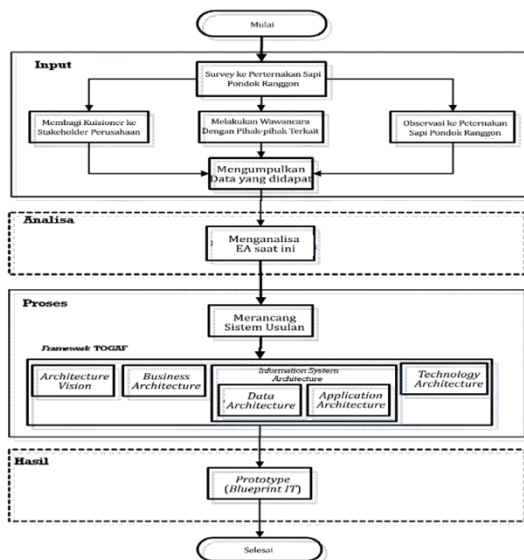 Mulai
Input
Survey ke Perternakan Sapi
Pondok Ranggon
Membagi Kuisioner ke
Stakeholder Perusahaan
Melakukan Wawancara
Dengan Pihak-pihak Terkait
Observasi ke Peternakan
Sapi Pondok Ranggon
Mengumpulkan
Data yang didapat
Analisa
Menganalisa
EA saat ini
Proses
Merancang
Sistem Usulan
Framework TOGAF
Architecture
Vision
Business
Architecture
Information System
Architecture
Data
Architecture
Application
Architecture
Technology
Architecture
Hasil
Prototype
(Blueprint IT)
Selesai